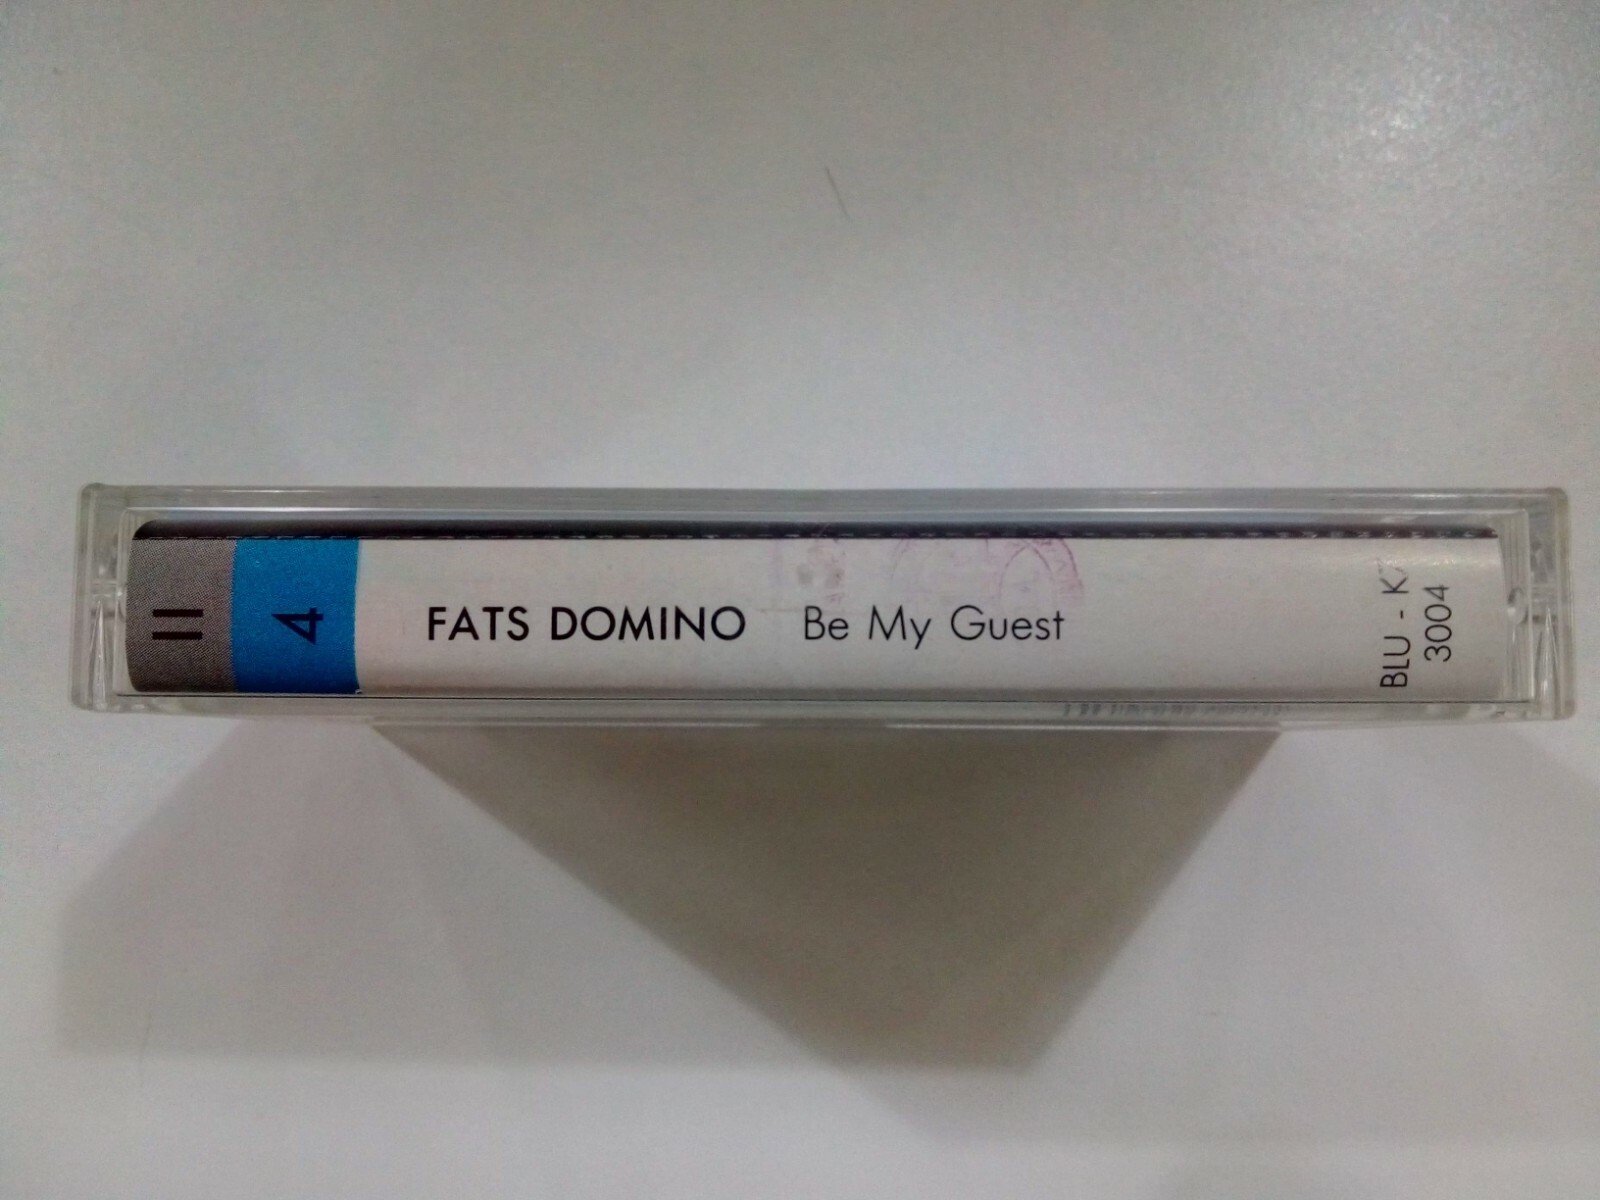 II
4
FATS DOMINO Be My Guest
BLU - K
3004